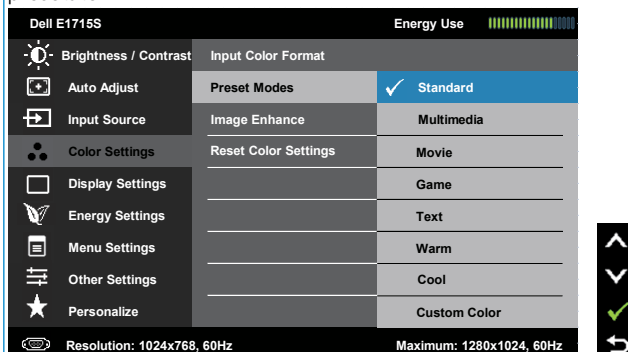 Dell E1715S Energy Use
Brightness / Contrast Input Color Format
Auto Adjust Preset Modes Standard
Input Source Image Enhance Multimedia
Color Settings Reset Color Settings Movie
Display Settings Game
Energy Settings Text
Menu Settings Warm
Other Settings Cool
Personalize Custom Color
Resolution: 1024x768, 60Hz Maximum: 1280x1024, 60Hz